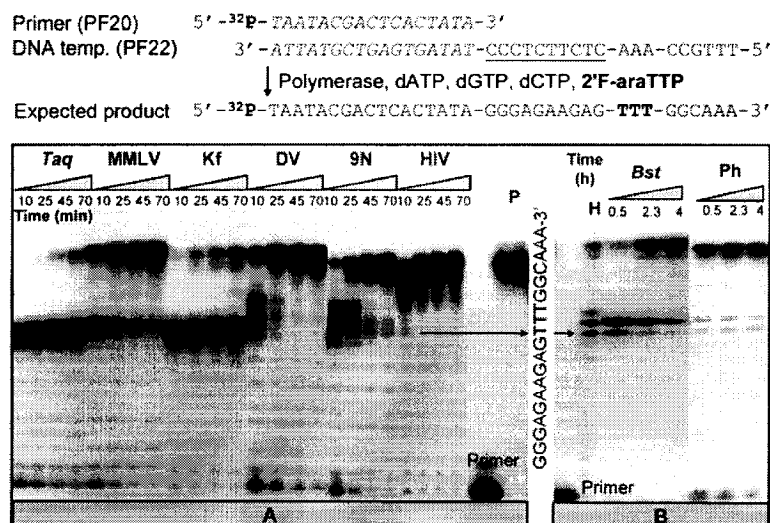 Primer (PF20) 5'-³²P-TAATACGACTCACTATA-3'
DNA temp. (PF22) 3'-ATTATGCTGAGTGATAT-CCCTCTTCTC-AAA-CCGTTT-5'
Polymerase, dATP, dGTP, dCTP, 2'F-araTTP
Expected product 5'-³²P-TAATACGACTCACTATA-GGGAGAAGAG-TTT-GGCAAA-3'
Taq MMLV Kf DV 9N HIV
10 25 45 70 10 25 45 70 10 25 45 70 10 25 45 70 10 25 45 70 10 25 45 70
Time (min)
P
Primer
A
GGGAGAAGAGTTTGGCAAA-3'
Time (h)
H
Bst Ph
0.5 2.3 4 0.5 2.3 4
Primer
B